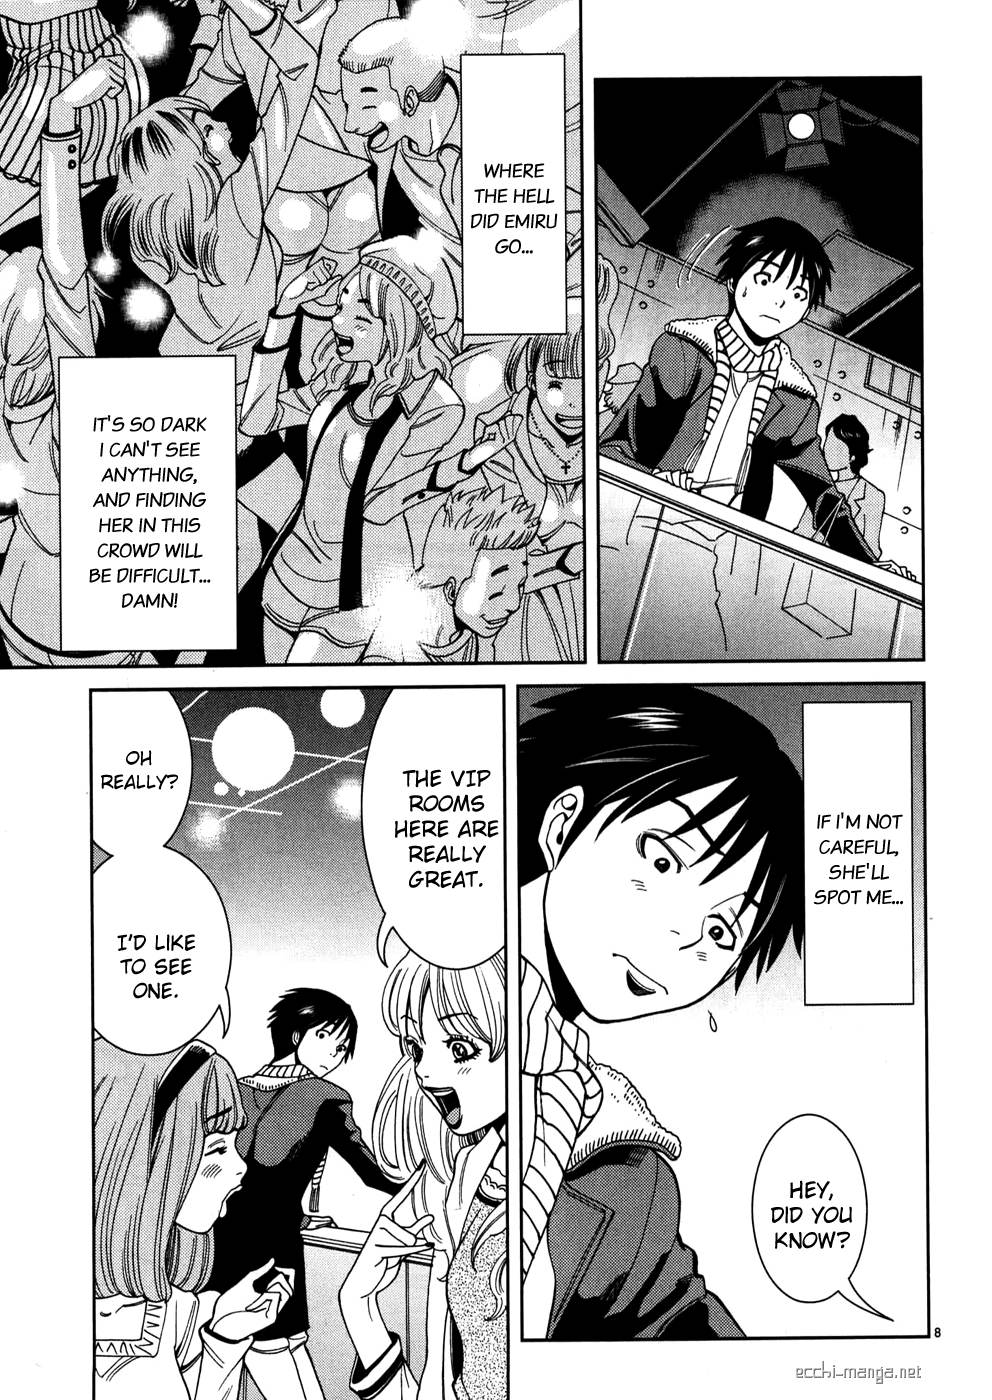 WHERE
THE HELL
DID EMIRU
GO...
IT'S SO DARK
I CAN'T SEE
ANYTHING,
AND FINDING
HER IN THIS
CROWD WILL
BE DIFFICULT...
DAMN!
IF I'M NOT
CAREFUL,
SHE'LL
SPOT ME...
HEY,
DID YOU
KNOW?
THE VIP
ROOMS
HERE ARE
REALLY
GREAT.
OH
REALLY?
I'D LIKE
TO SEE
ONE.
8
ecchi-manga.net